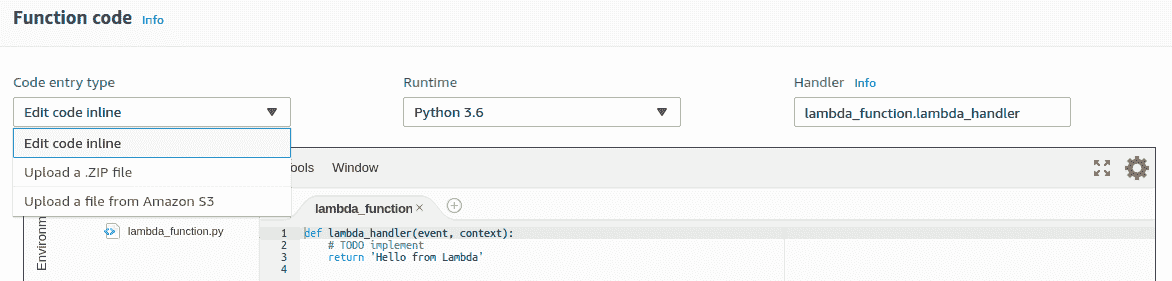 Function code Info
Code entry type Runtime Handler Info
Edit code inline Python 3.6 lambda_function.lambda_handler
Edit code inline
Upload a .ZIP file
Upload a file from Amazon S3
ools Window
lambda_function ×
Environm
lambda_function.py
1 def lambda_handler(event, context):
2 # TODO implement
3 return 'Hello from Lambda'
4